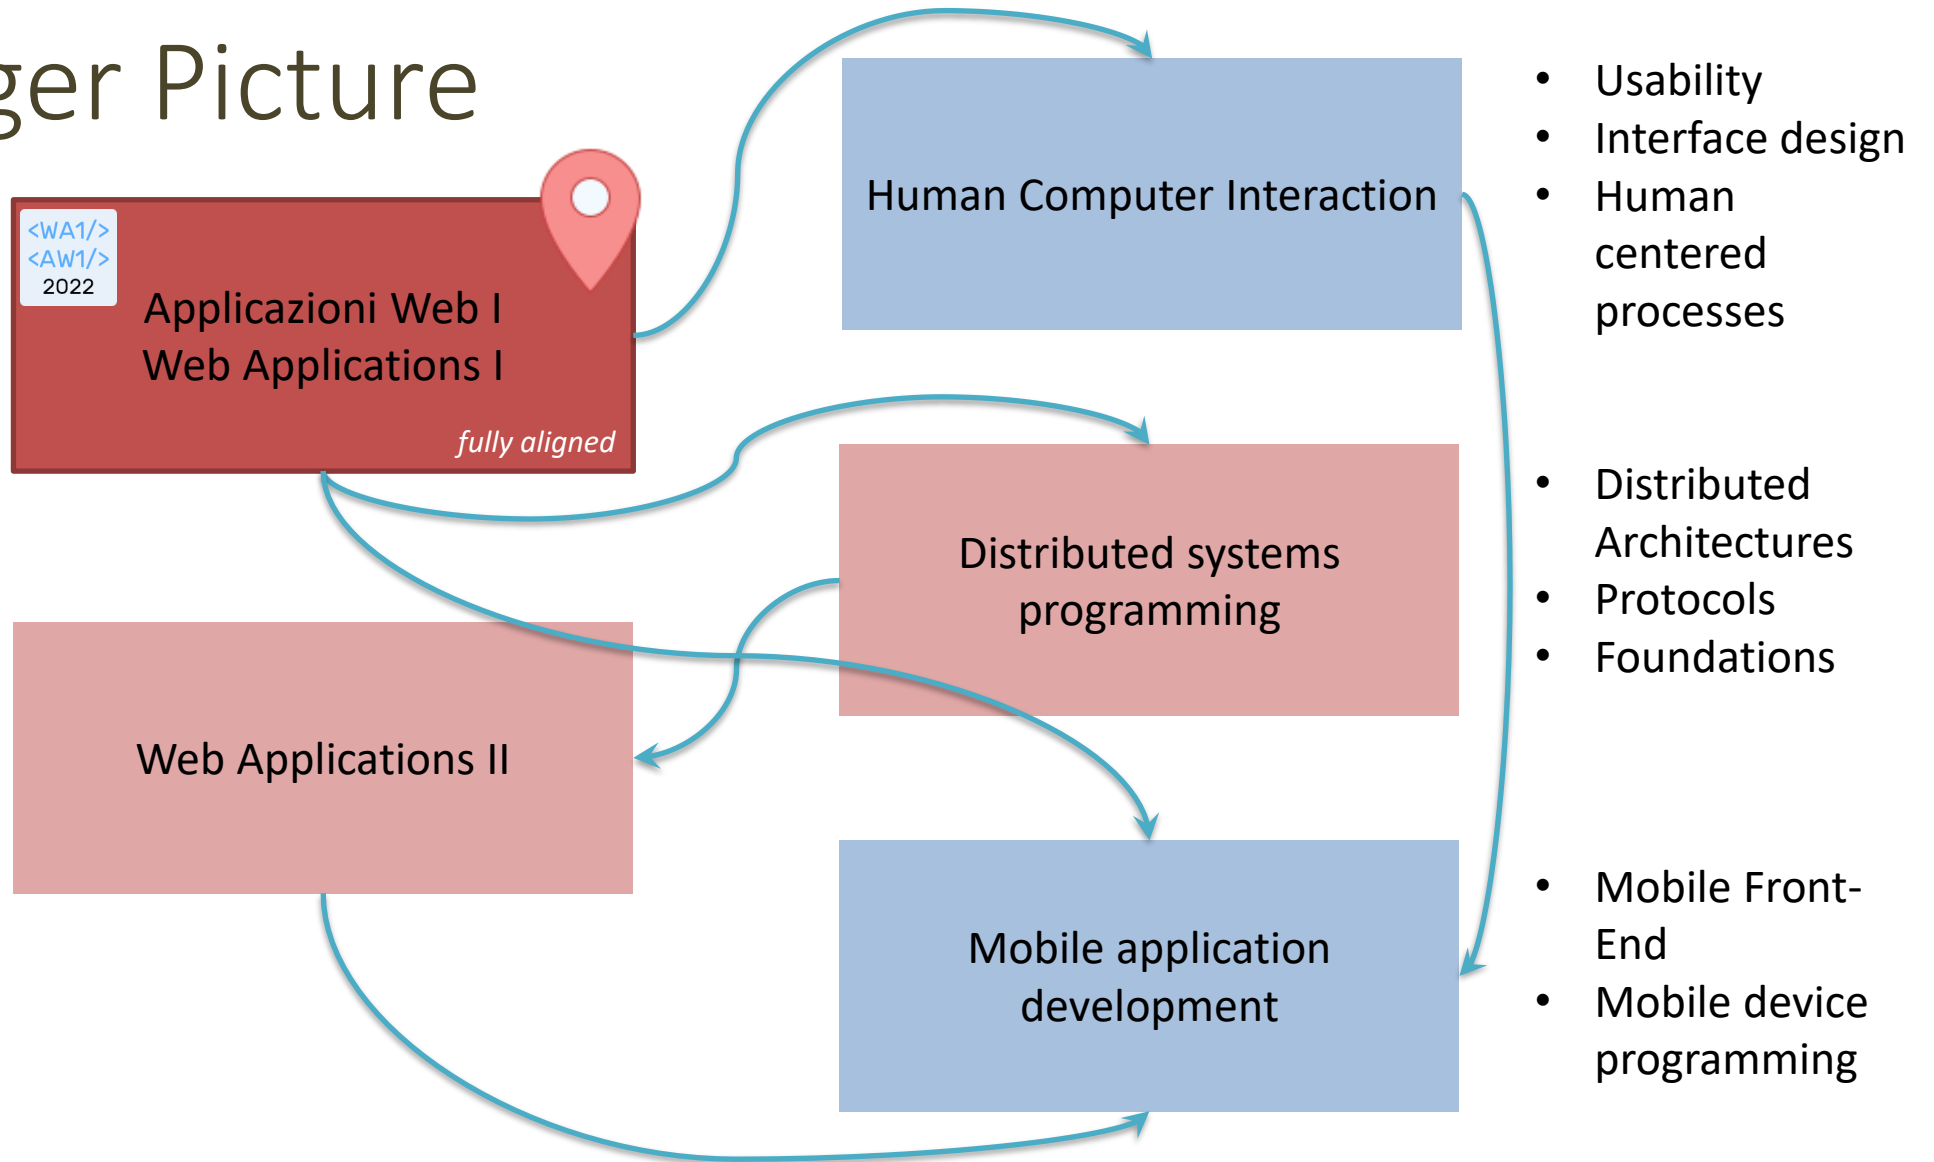 ger Picture
<WA1/>
<AW1/>
2022
Applicazioni Web I
Web Applications I
fully aligned
Human Computer Interaction
• Usability
• Interface design
• Human
centered
processes
Distributed systems
programming
• Distributed
Architectures
• Protocols
• Foundations
Web Applications II
Mobile application
development
• Mobile Front-
End
• Mobile device
programming